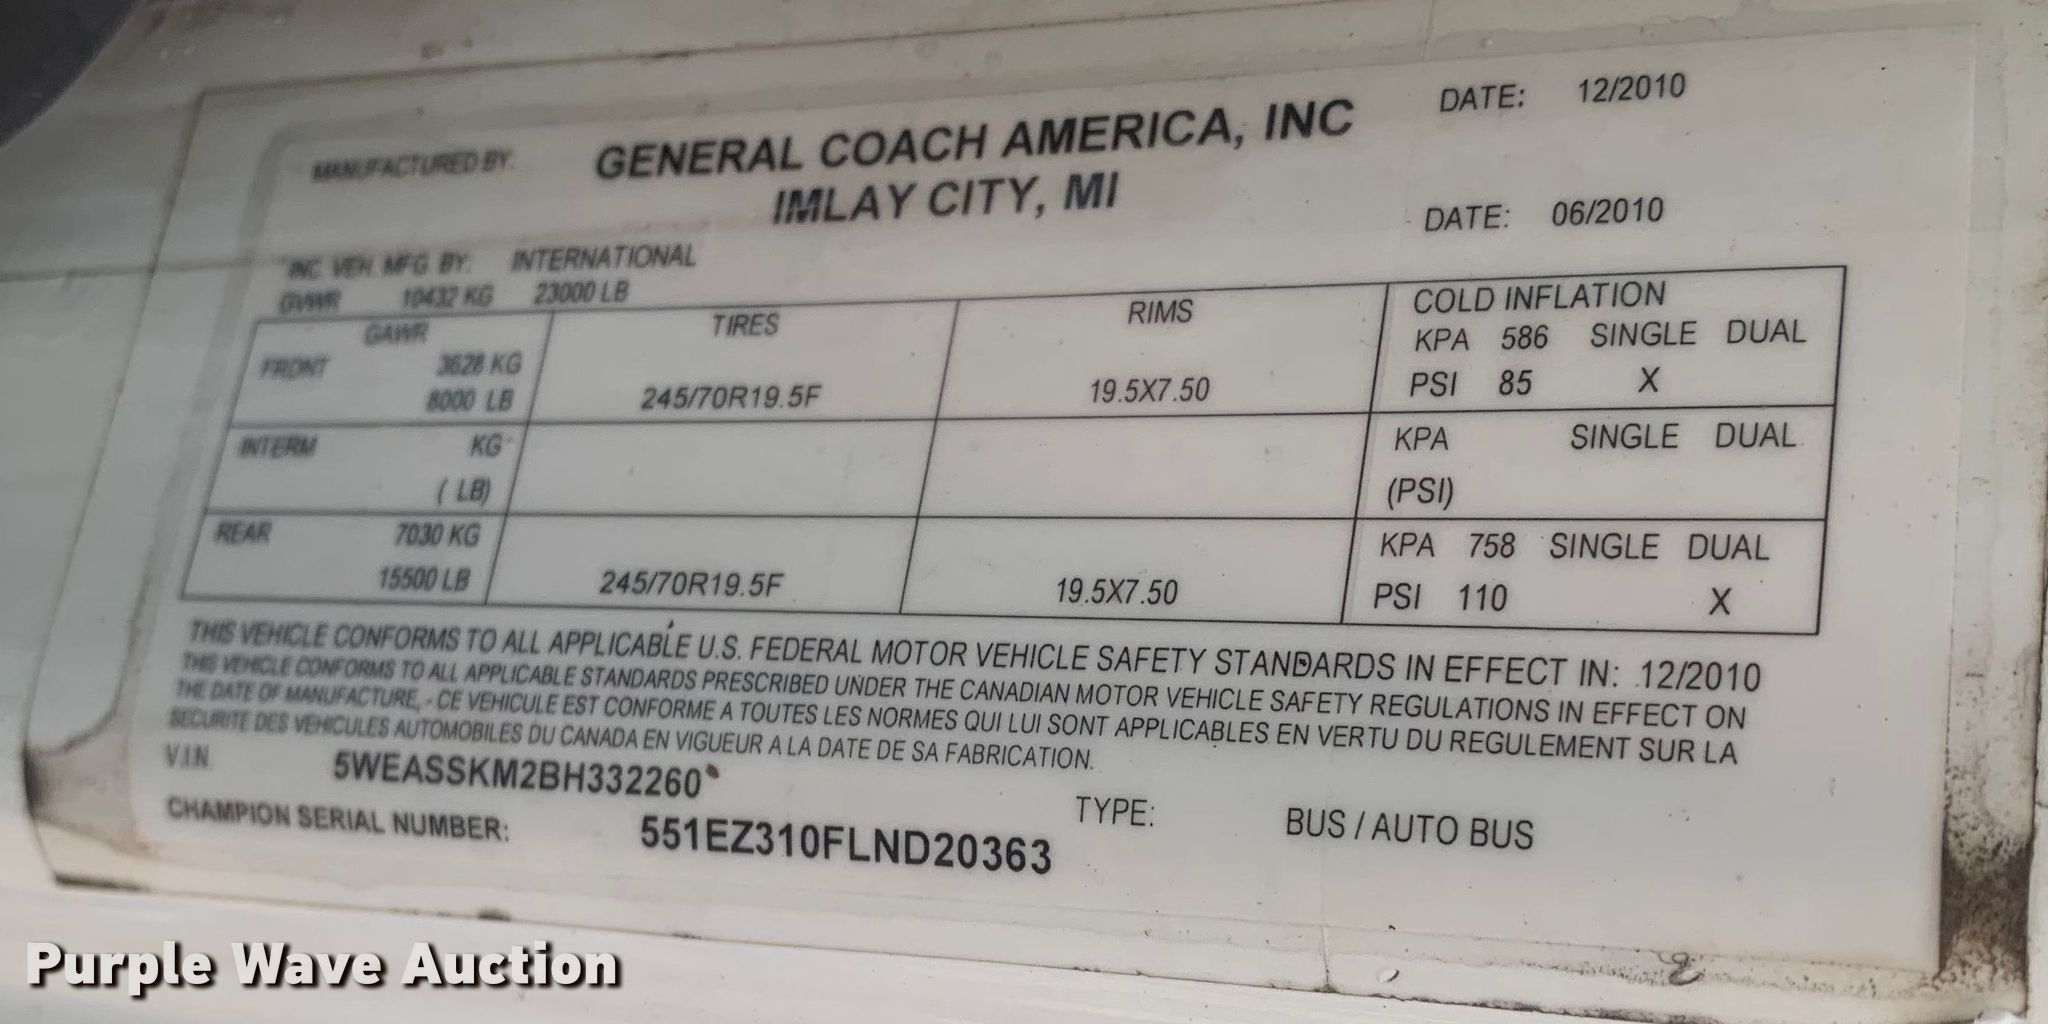 MANUFACTURED BY: GENERAL COACH AMERICA, INC DATE: 12/2010
IMLAY CITY, MI
DATE: 06/2010
INC. VEH. MFG BY: INTERNATIONAL
GVWR 10432 KG 23000 LB
GAWR TIRES RIMS COLD INFLATION
FRONT 3628 KG KPA 586 SINGLE DUAL
8000 LB 245/70R19.5F 19.5X7.50 PSI 85 X
INTERM KG KPA SINGLE DUAL
( LB) (PSI)
REAR 7030 KG KPA 758 SINGLE DUAL
15500 LB 245/70R19.5F 19.5X7.50 PSI 110 X
THIS VEHICLE CONFORMS TO ALL APPLICABLE U.S. FEDERAL MOTOR VEHICLE SAFETY STANDARDS IN EFFECT IN: 12/2010
THIS VEHICLE CONFORMS TO ALL APPLICABLE STANDARDS PRESCRIBED UNDER THE CANADIAN MOTOR VEHICLE SAFETY REGULATIONS IN EFFECT ON
THE DATE OF MANUFACTURE, - CE VEHICULE EST CONFORME A TOUTES LES NORMES QUI LUI SONT APPLICABLES EN VERTU DU REGULEMENT SUR LA
SECURITE DES VEHICULES AUTOMOBILES DU CANADA EN VIGUEUR A LA DATE DE SA FABRICATION.
V.I.N. 5WEASSKM2BH332260
CHAMPION SERIAL NUMBER: 551EZ310FLND20363 TYPE: BUS / AUTO BUS
Purple Wave Auction